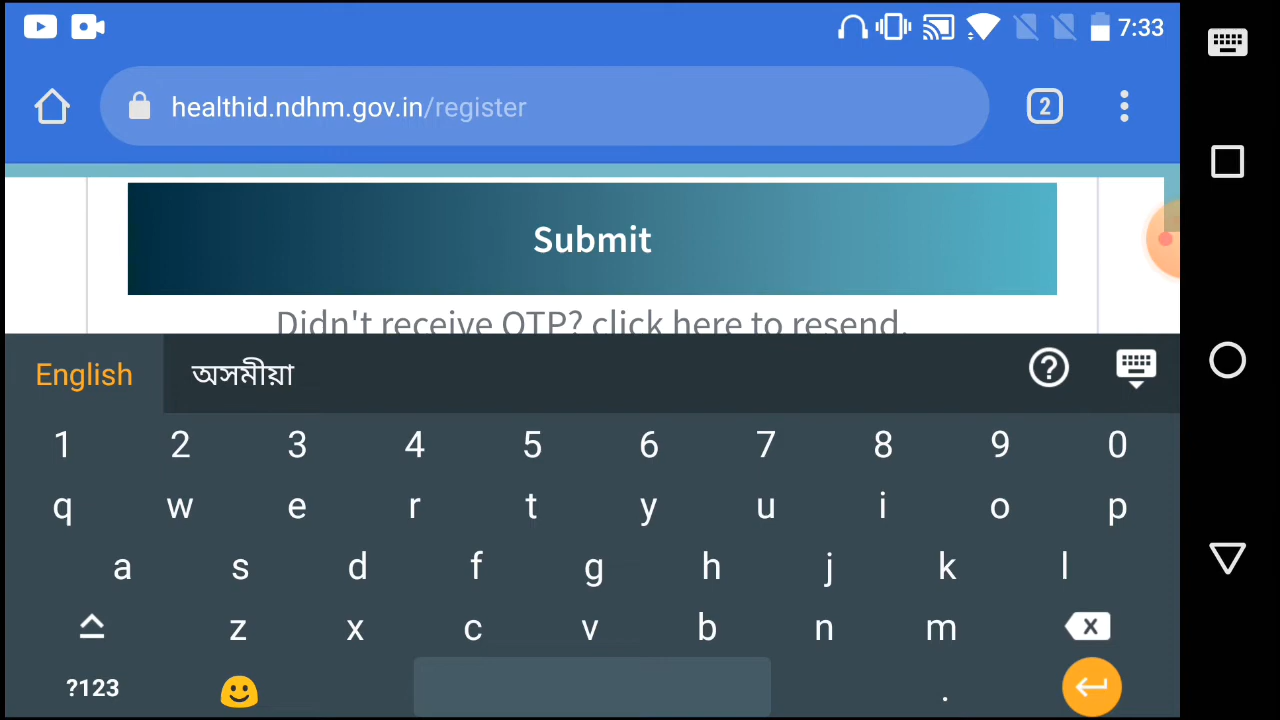 7:33
healthid.ndhm.gov.in/register
2
Submit
Didn't receive OTP? click here to resend.
English অসমীয়া
1 2 3 4 5 6 7 8 9 0
q w e r t y u i o p
a s d f g h j k l
z x c v b n m
?123 .